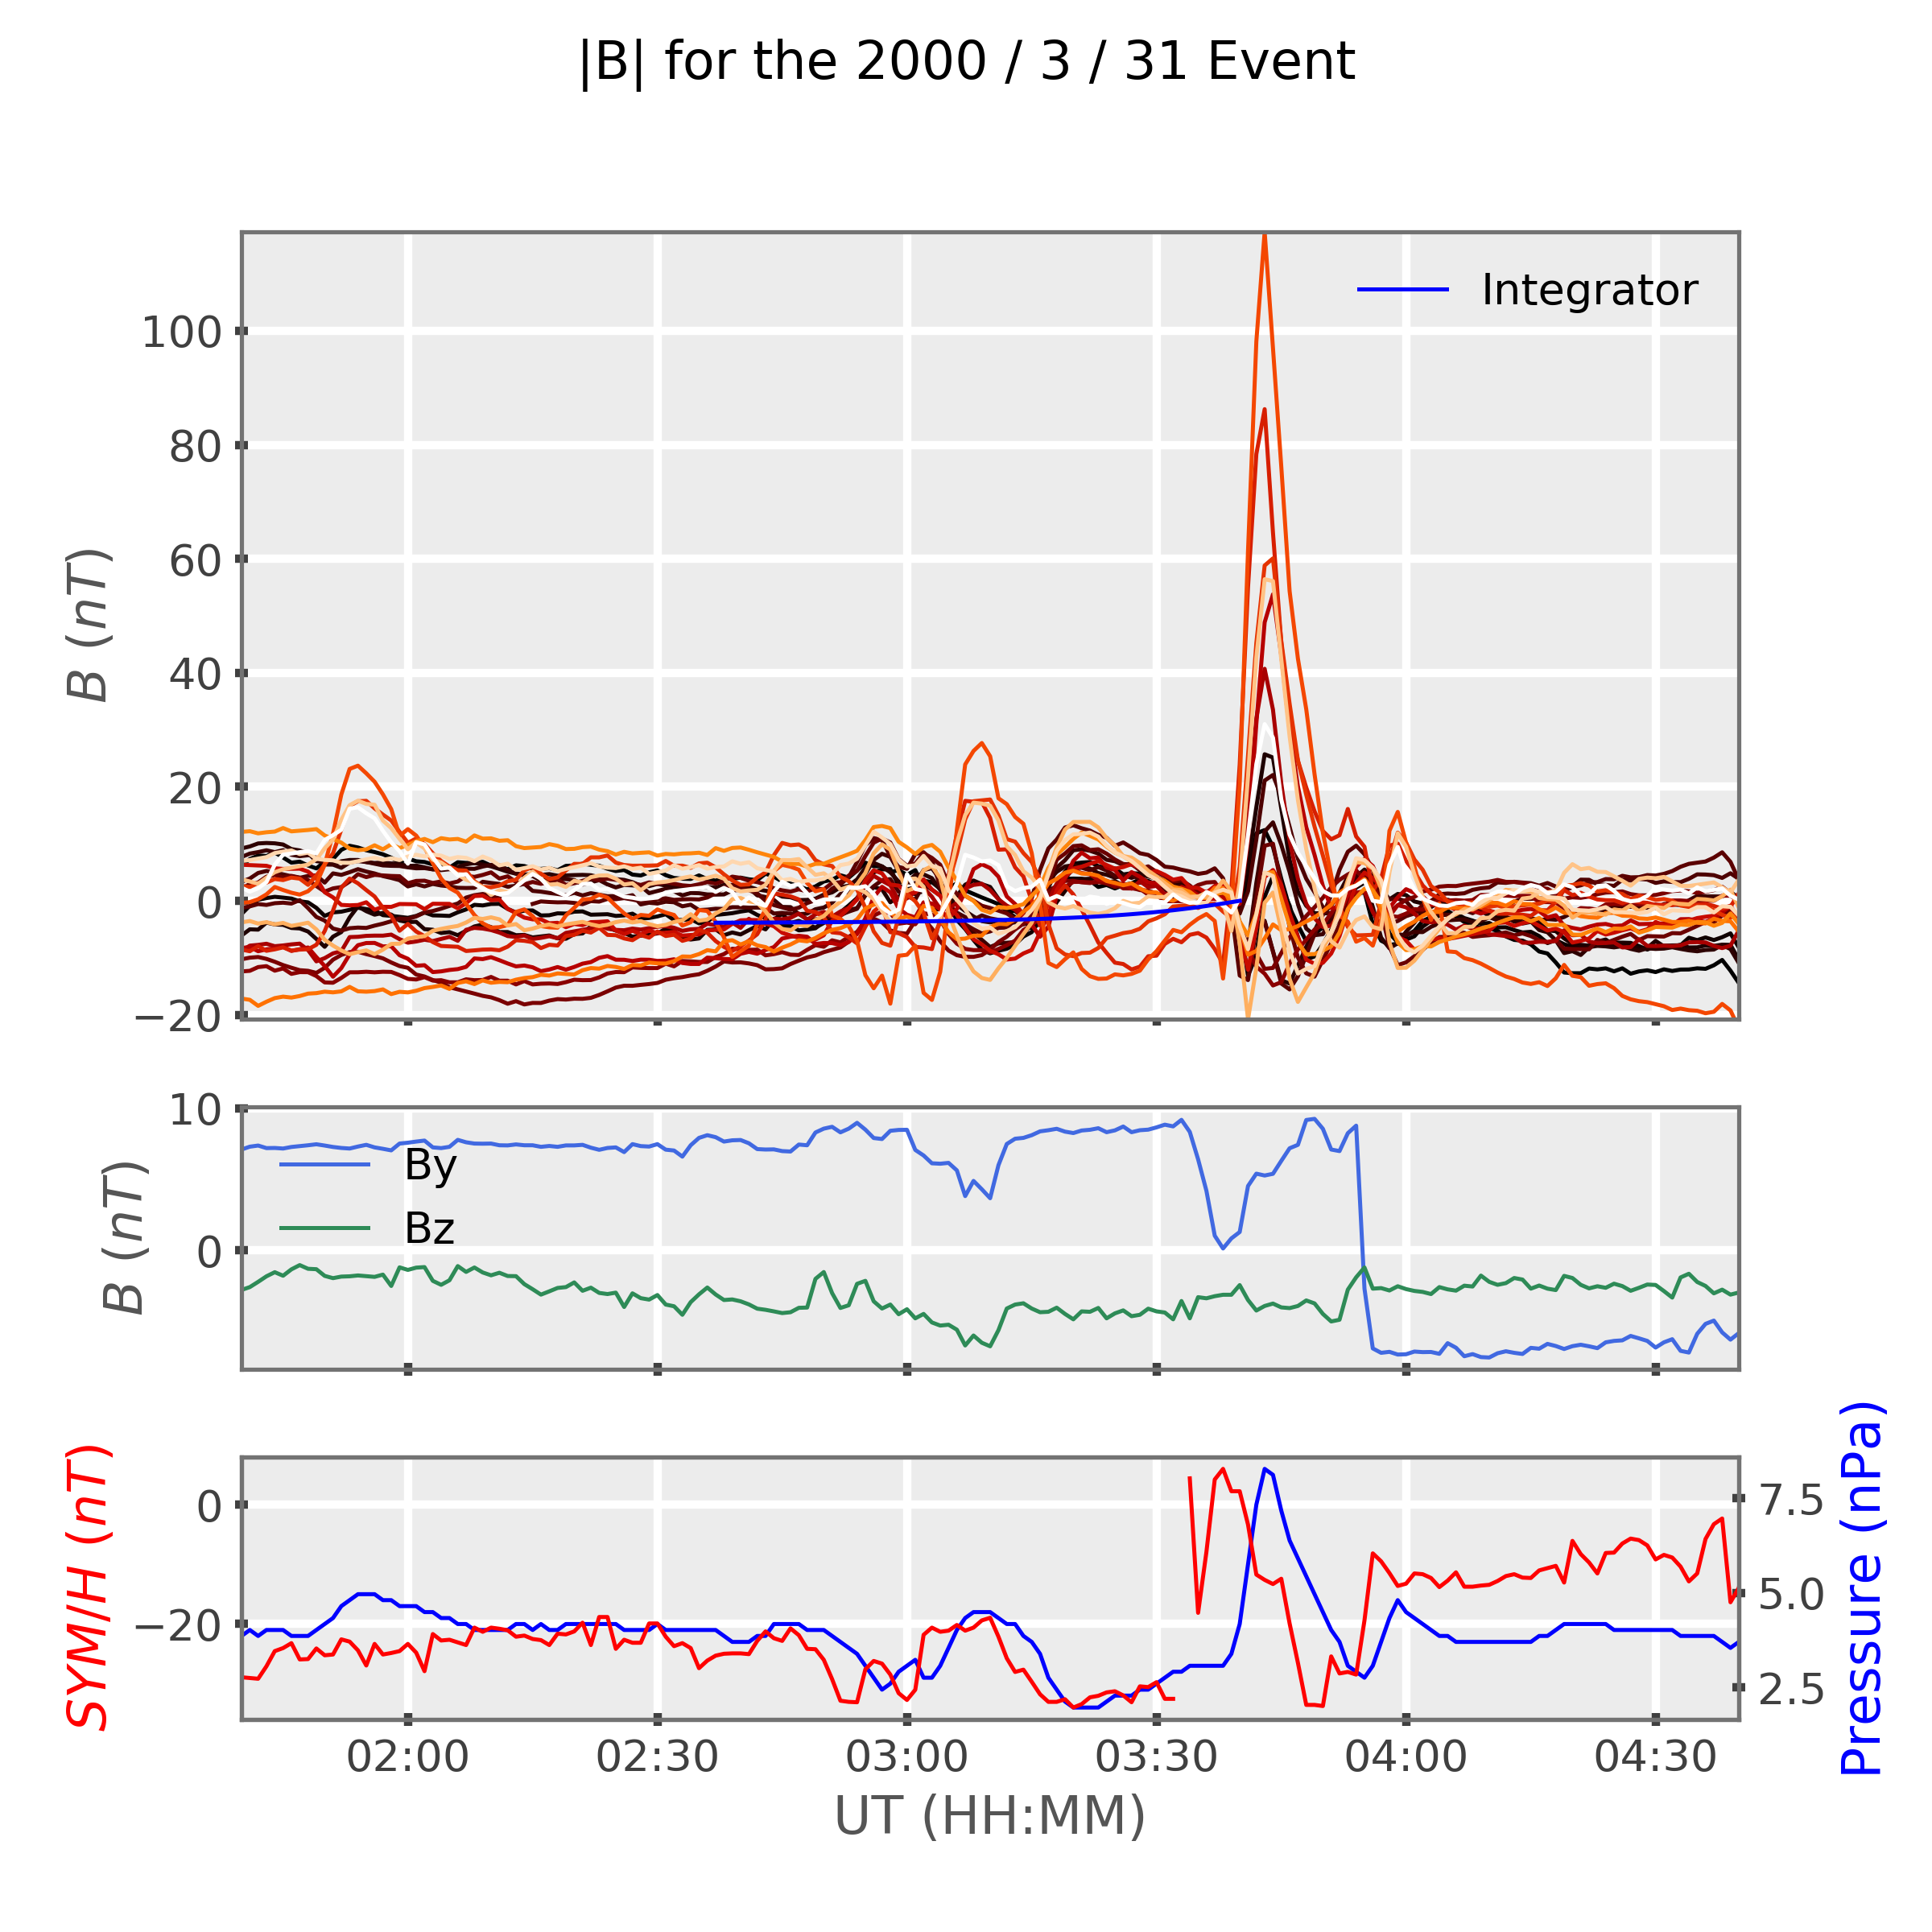 |B| for the 2000 / 3 / 31 Event
B (nT)
100
80
60
40
20
0
−20
Integrator
B (nT)
10
0
By
Bz
SYM/H (nT)
0
−20
7.5
5.0
2.5
Pressure (nPa)
02:00 02:30 03:00 03:30 04:00 04:30
UT (HH:MM)